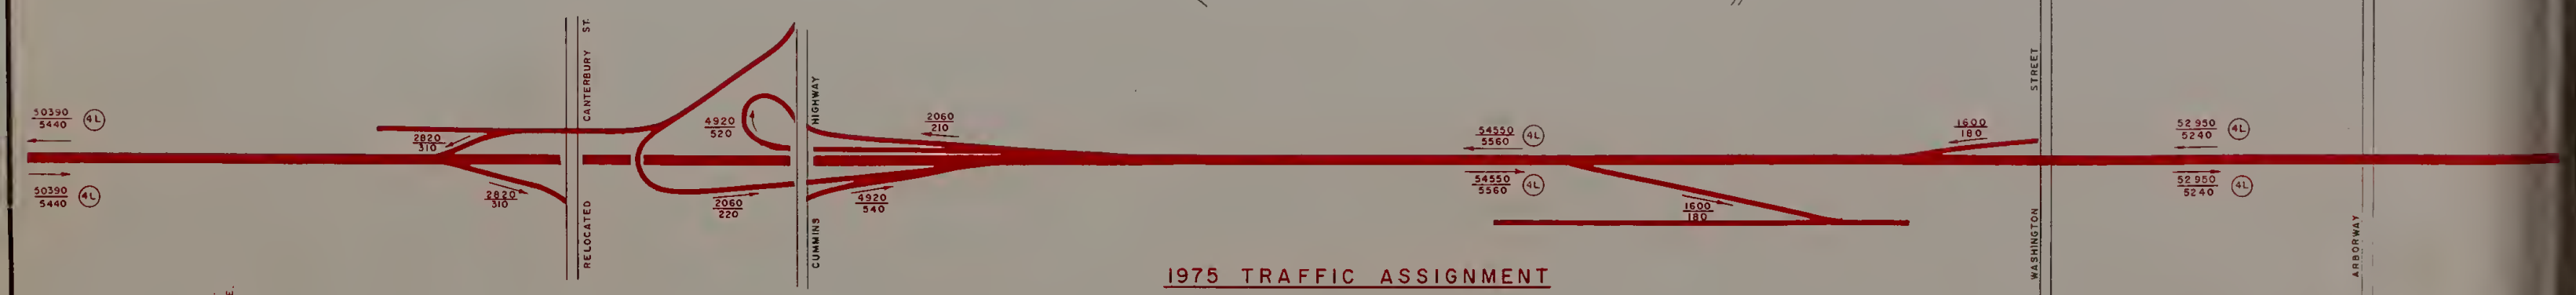 50390
5440
4L
50390
5440
4L
2820
310
2820
310
RELOCATED CANTERBURY ST.
4920
520
2060
220
CUMMINS HIGHWAY
2060
210
4920
540
54550
5560
4L
54550
5560
4L
1600
180
1600
180
WASHINGTON STREET
52950
5240
4L
52950
5240
4L
ARBORWAY
1975 TRAFFIC ASSIGNMENT